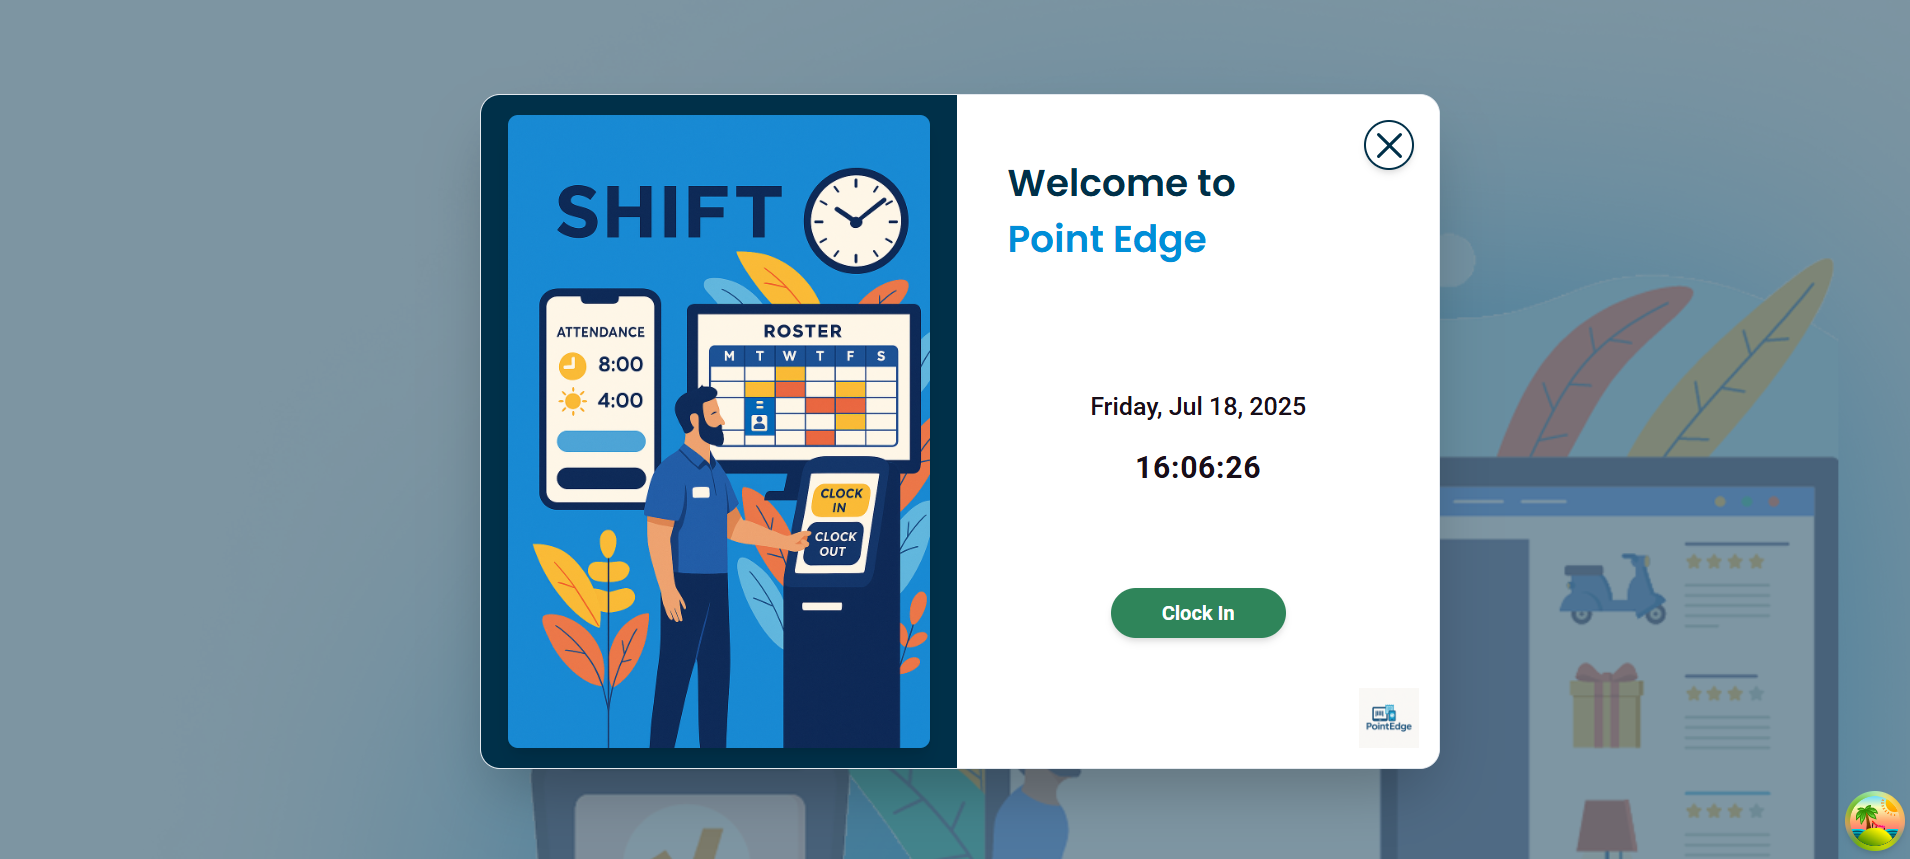 SHIFT
ATTENDANCE
8:00
4:00
ROSTER
M T W T F S
CLOCK
IN
CLOCK
OUT
Welcome to
Point Edge
Friday, Jul 18, 2025
16:06:26
Clock In
PointEdge